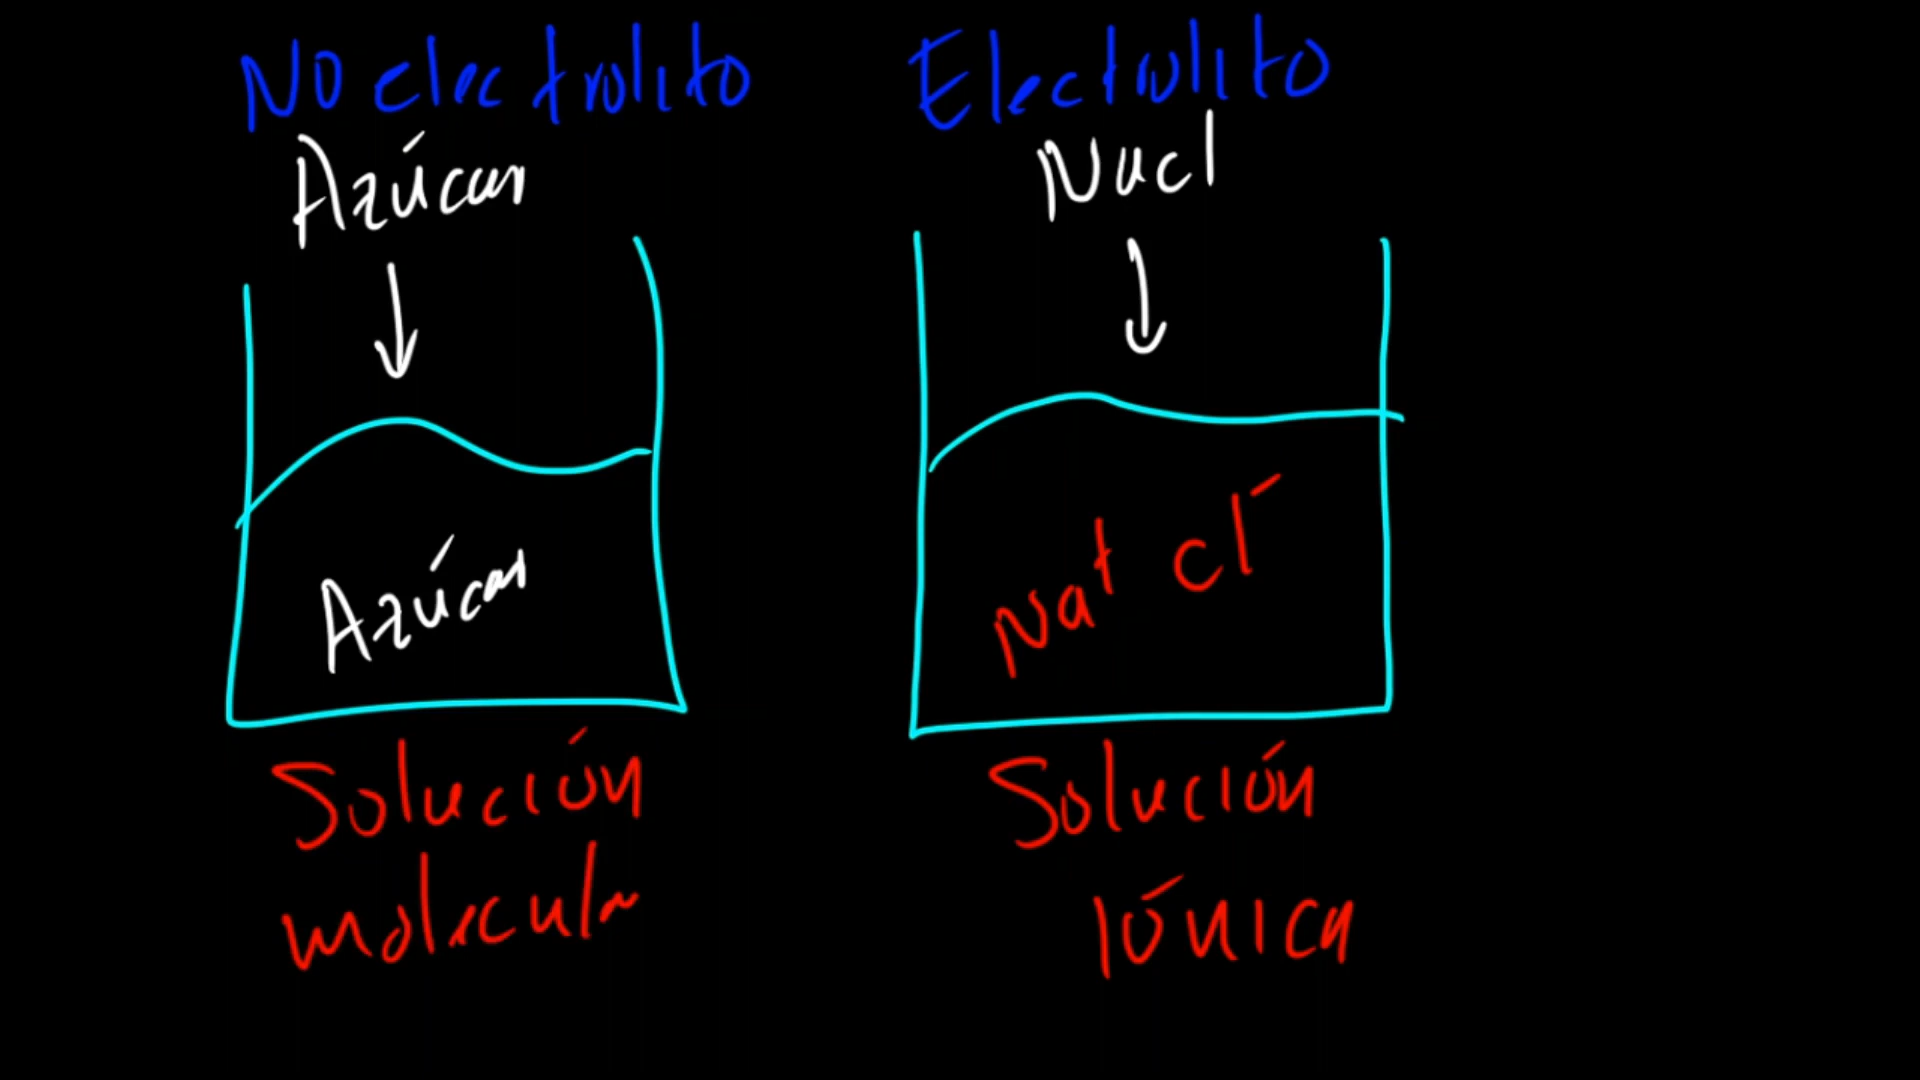 No electrolito
Azúcar
Azúcar
Solución
molecular
Electrolito
Nacl
Na+ cl-
Solución
Iónica